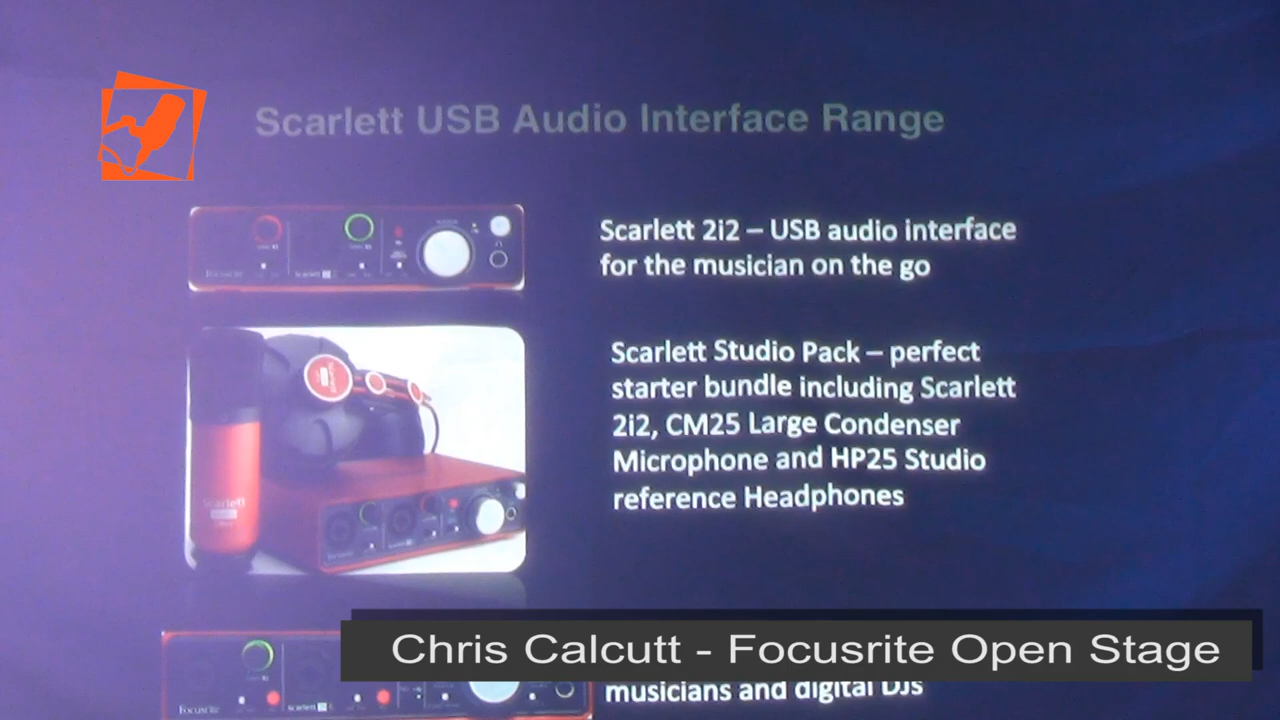 Scarlett USB Audio Interface Range
Scarlett 2i2 – USB audio interface
for the musician on the go
Scarlett Studio Pack – perfect
starter bundle including Scarlett
2i2, CM25 Large Condenser
Microphone and HP25 Studio
reference Headphones
Scarlett
Chris Calcutt - Focusrite Open Stage
musicians and digital DJs
Focusrite